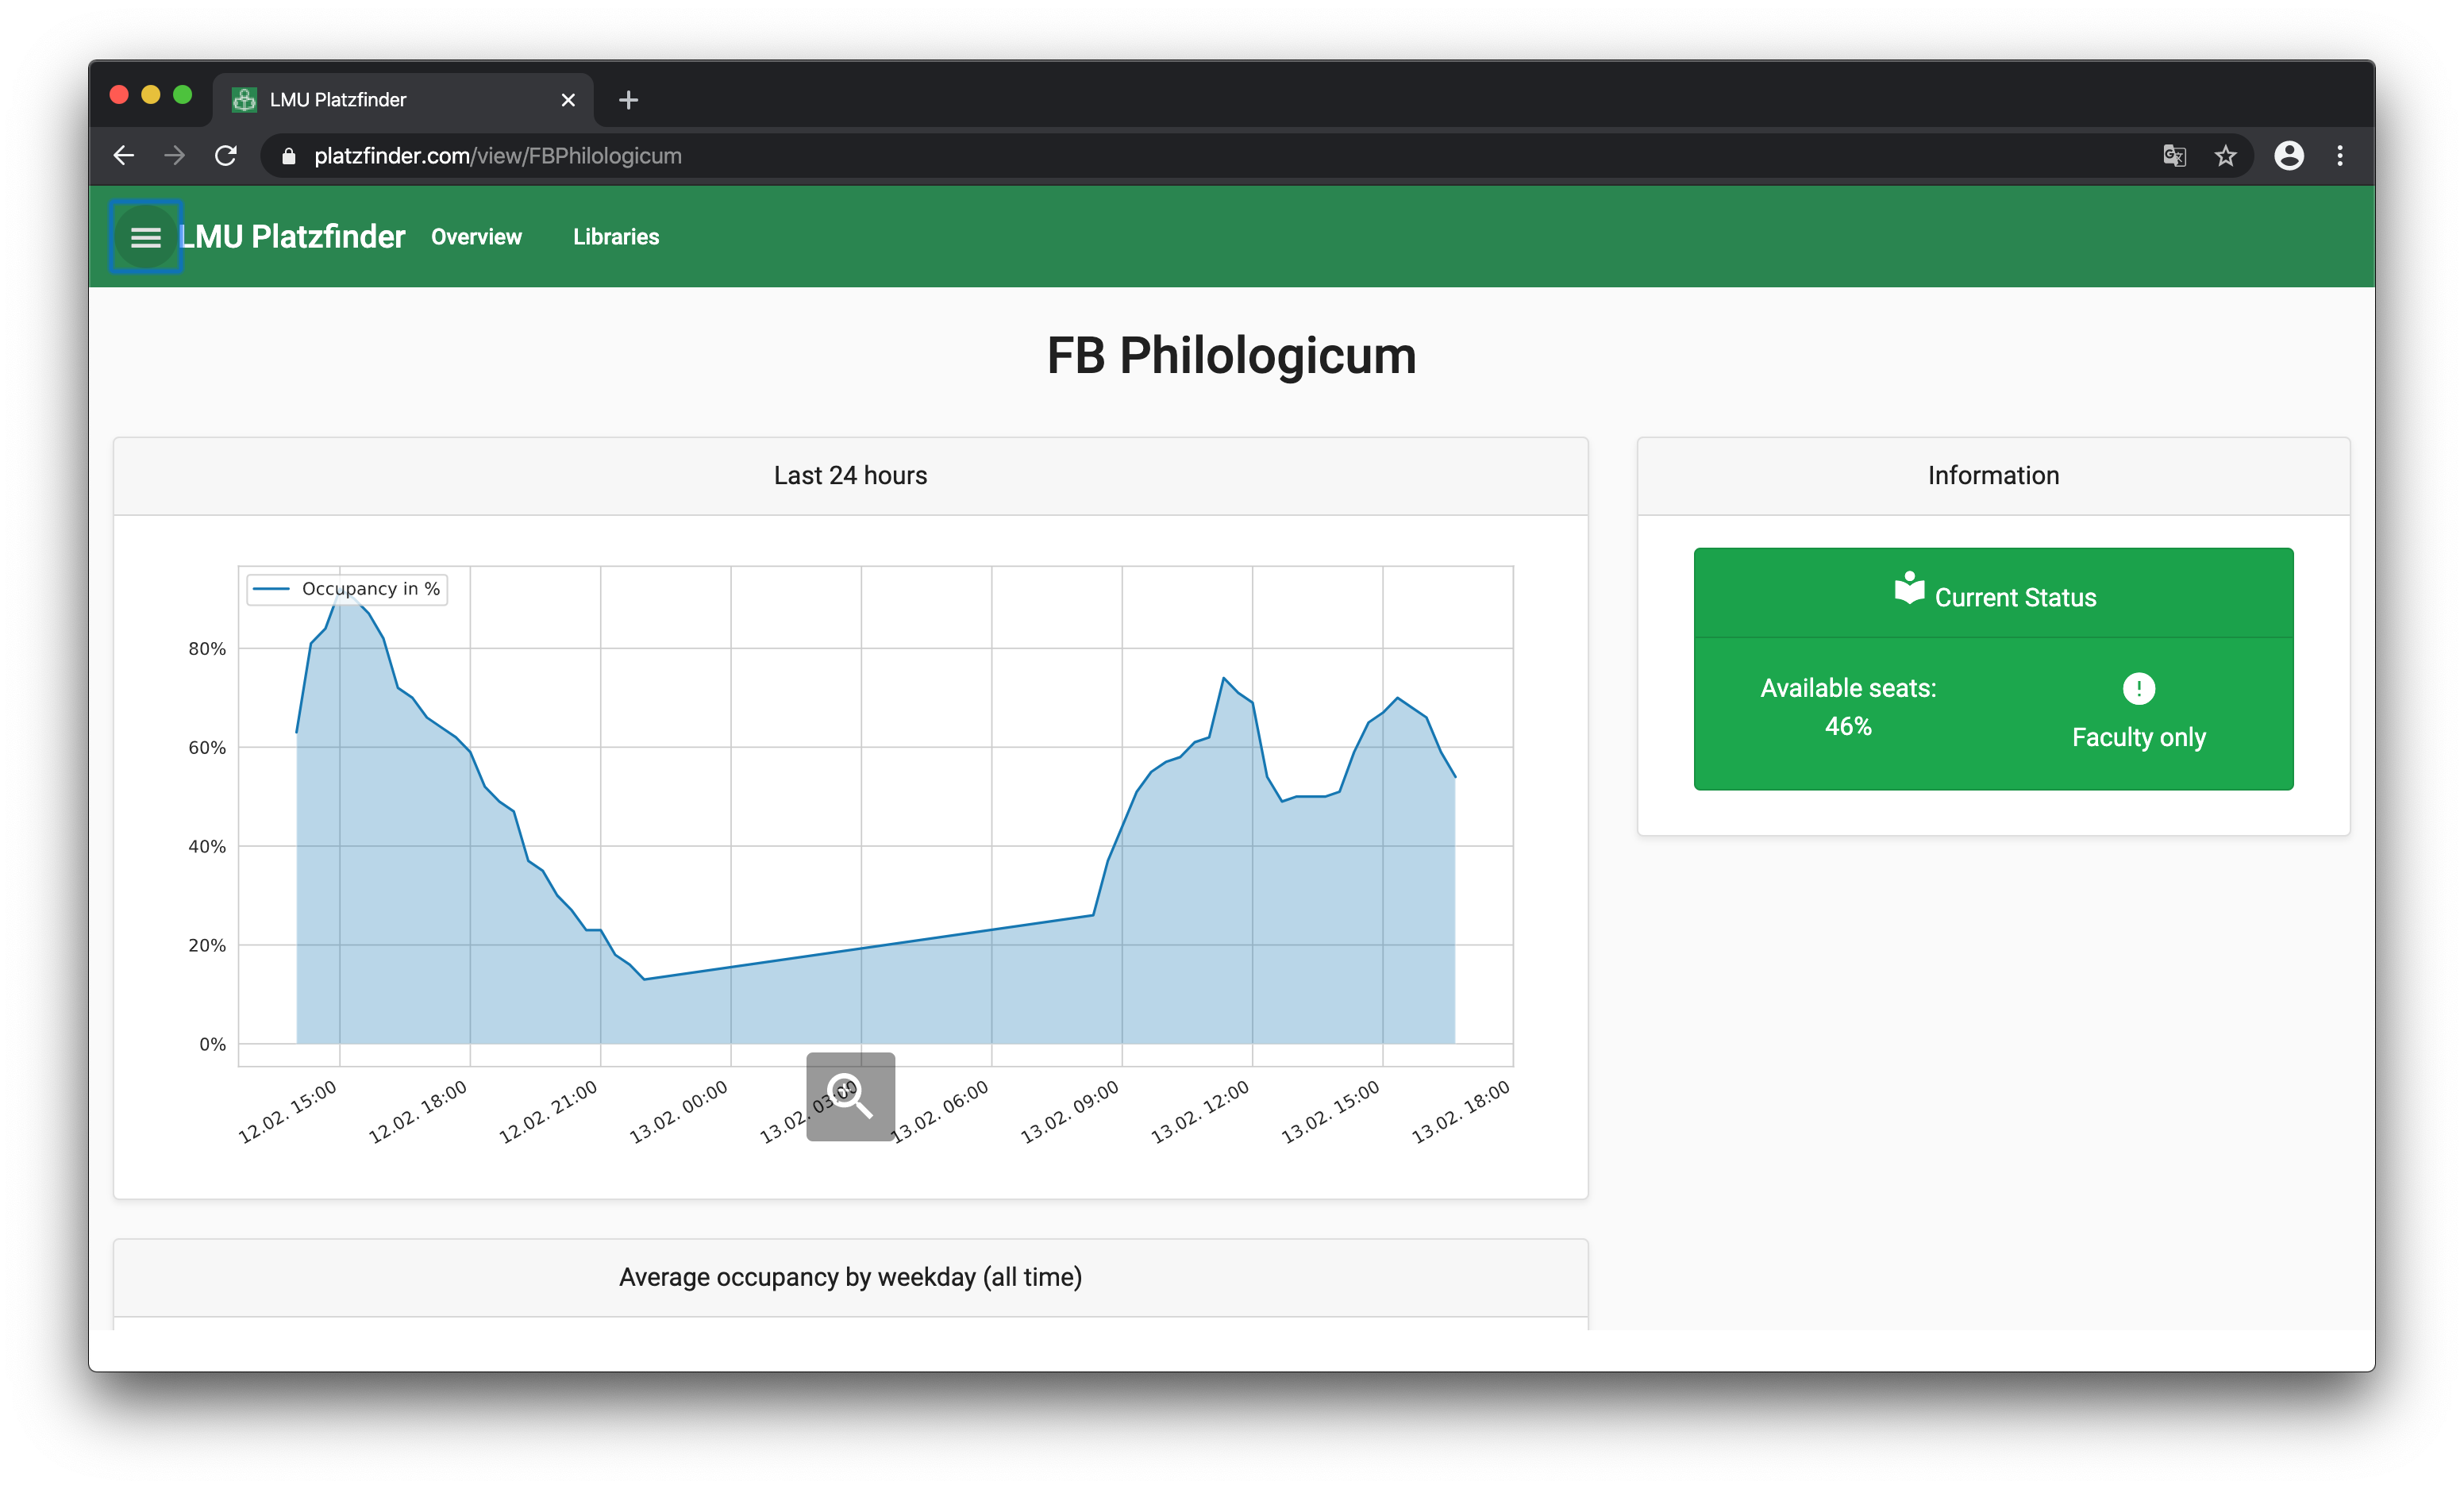 LMU Platzfinder
platzfinder.com/view/FBPhilologicum
LMU Platzfinder Overview Libraries
FB Philologicum
Last 24 hours
Occupancy in %
80%
60%
40%
20%
0%
12.02. 15:00
12.02. 18:00
12.02. 21:00
13.02. 00:00
13.02. 03:00
13.02. 06:00
13.02. 09:00
13.02. 12:00
13.02. 15:00
13.02. 18:00
Information
Current Status
Available seats:
46%
Faculty only
Average occupancy by weekday (all time)